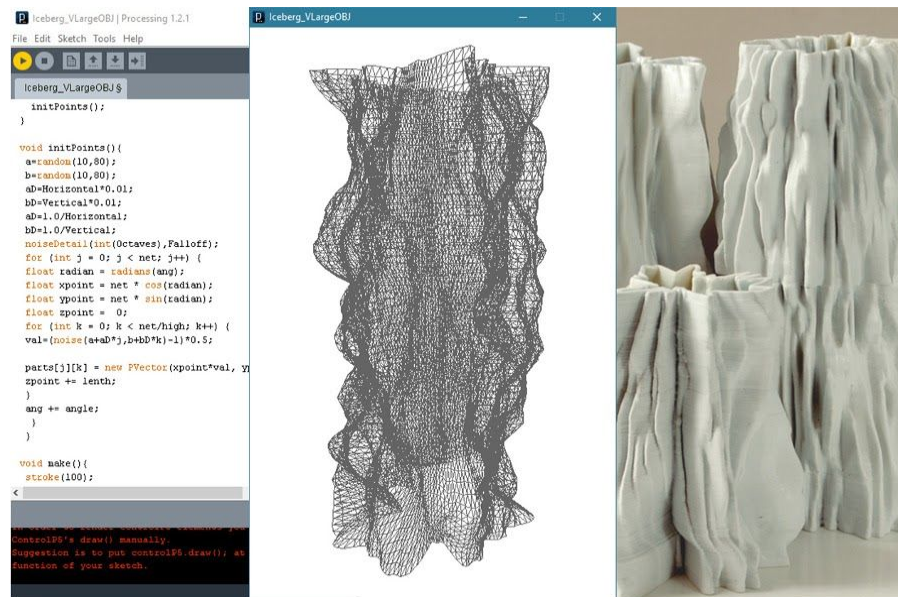 Iceberg_VLargeOBJ | Processing 1.2.1
File Edit Sketch Tools Help
Iceberg_VLargeOBJ §
initPoints();
}
void initPoints(){
a=random(10,80);
b=random(10,80);
aD=Horizontal*0.01;
bD=Vertical*0.01;
aD=1.0/Horizontal;
bD=1.0/Vertical;
noiseDetail(int(Octaves),Falloff);
for (int j = 0; j < net; j++) {
float radian = radians(ang);
float xpoint = net * cos(radian);
float ypoint = net * sin(radian);
float zpoint = 0;
for (int k = 0; k < net/high; k++) {
val=(noise(a+aD*j,b+bD*k)-1)*0.5;
parts[j][k] = new PVector(xpoint*val,
zpoint += lenth;
}
ang += angle;
}
}
void make(){
stroke(100);
ControlP5's draw() manually.
Suggestion is to put controlP5.draw(); at
function of your sketch.
Iceberg_VLargeOBJ